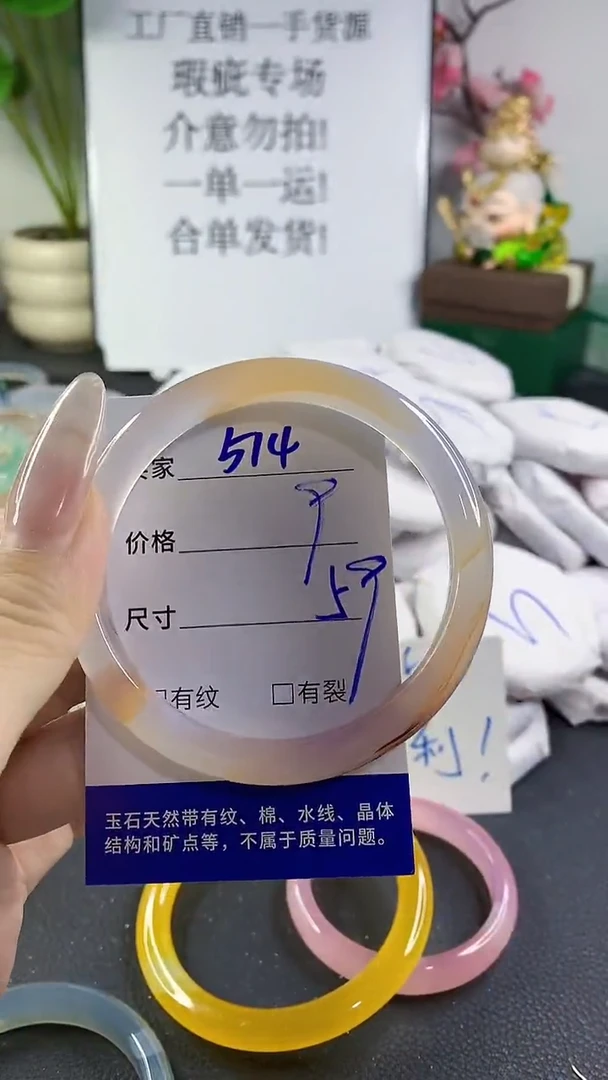 工厂直销一手货源
瑕疵专场
介意勿拍!
一单一运!
合单发货!
家 514
价格 9
尺寸 59
有纹 □有裂
利!
玉石天然带有纹、棉、水线、晶体
结构和矿点等，不属于质量问题。